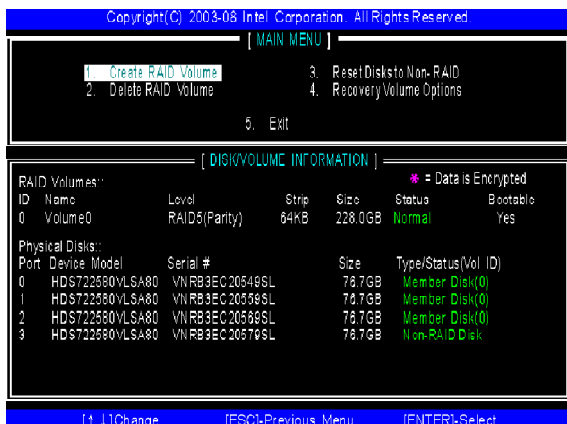 Copyright(C) 2003-08 Intel Corporation. All Rights Reserved.
[ MAIN MENU ]
1. Create RAID Volume 3. Reset Disks to Non- RAID
2. Delete RAID Volume 4. Recovery Volume Options
5. Exit
[ DISK/VOLUME INFORMATION ]
* = Data is Encrypted
RAID Volumes::
ID Name Level Strip Size Status Bootable
0 Volume0 RAID5(Parity) 64KB 228.0GB Normal Yes
Physical Disks::
Port Device Model Serial # Size Type/Status(Vol ID)
0 HDS722580VLSA80 VNRB3EC20549SL 76.7GB Member Disk(0)
1 HDS722580VLSA80 VNRB3EC20559SL 76.7GB Member Disk(0)
2 HDS722580VLSA80 VNRB3EC20569SL 76.7GB Member Disk(0)
3 HDS722580VLSA80 VNRB3EC20579SL 76.7GB Non-RAID Disk
[↑ ↓]Change [ESC]-Previous Menu [ENTER]-Select